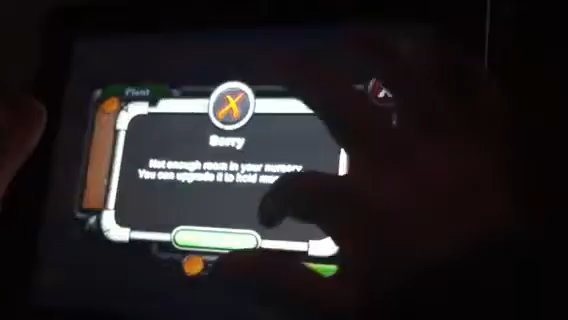 Plant
Sorry
Not enough room in your nursery.
You can upgrade it to hold